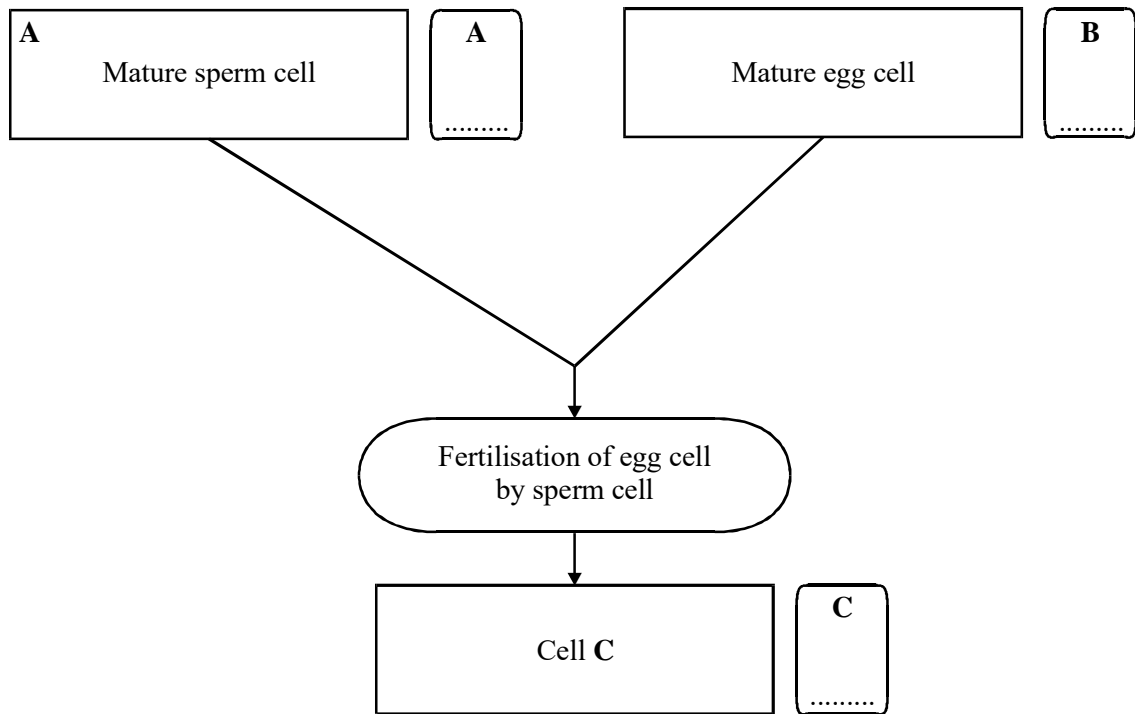 A
Mature sperm cell
A
.........
Mature egg cell
B
.........
Fertilisation of egg cell
by sperm cell
Cell C
C
.........